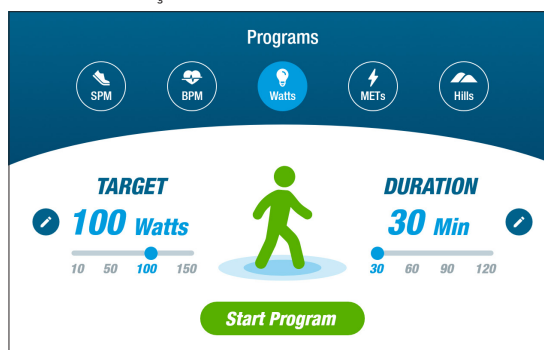 Programs
SPM
BPM
Watts
METs
Hills
TARGET
100 Watts
10 50 100 150
DURATION
30 Min
30 60 90 120
Start Program